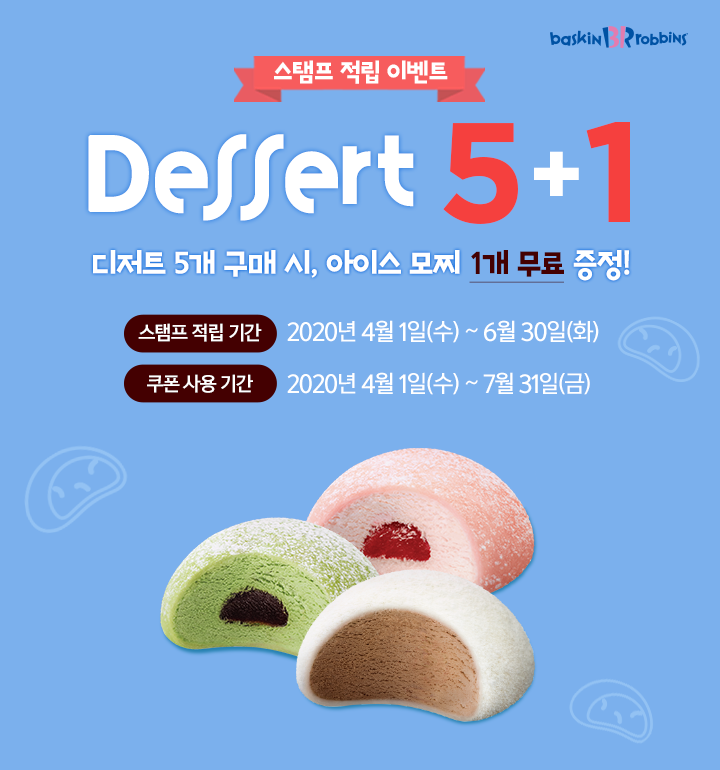 baskin BR robbins
스탬프 적립 이벤트
Dessert 5+1
디저트 5개 구매 시, 아이스 모찌 1개 무료 증정!
스탬프 적립 기간 2020년 4월 1일(수) ~ 6월 30일(화)
쿠폰 사용 기간 2020년 4월 1일(수) ~ 7월 31일(금)